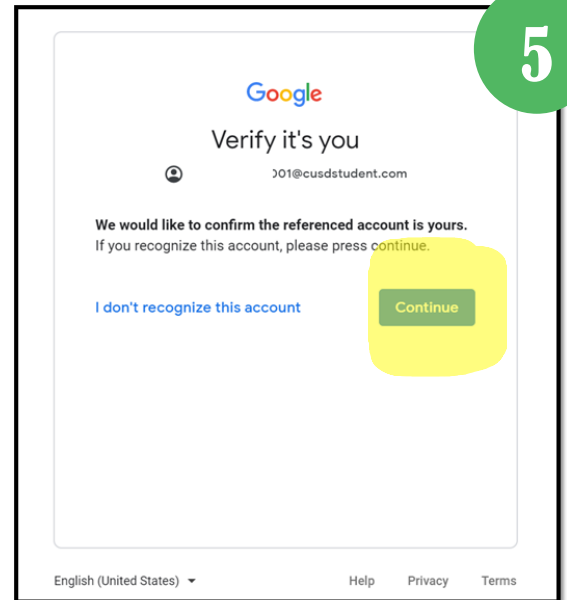 5
Google
Verify it's you
001@cusdstudent.com
We would like to confirm the referenced account is yours.
If you recognize this account, please press continue.
I don't recognize this account
Continue
English (United States)
Help Privacy Terms